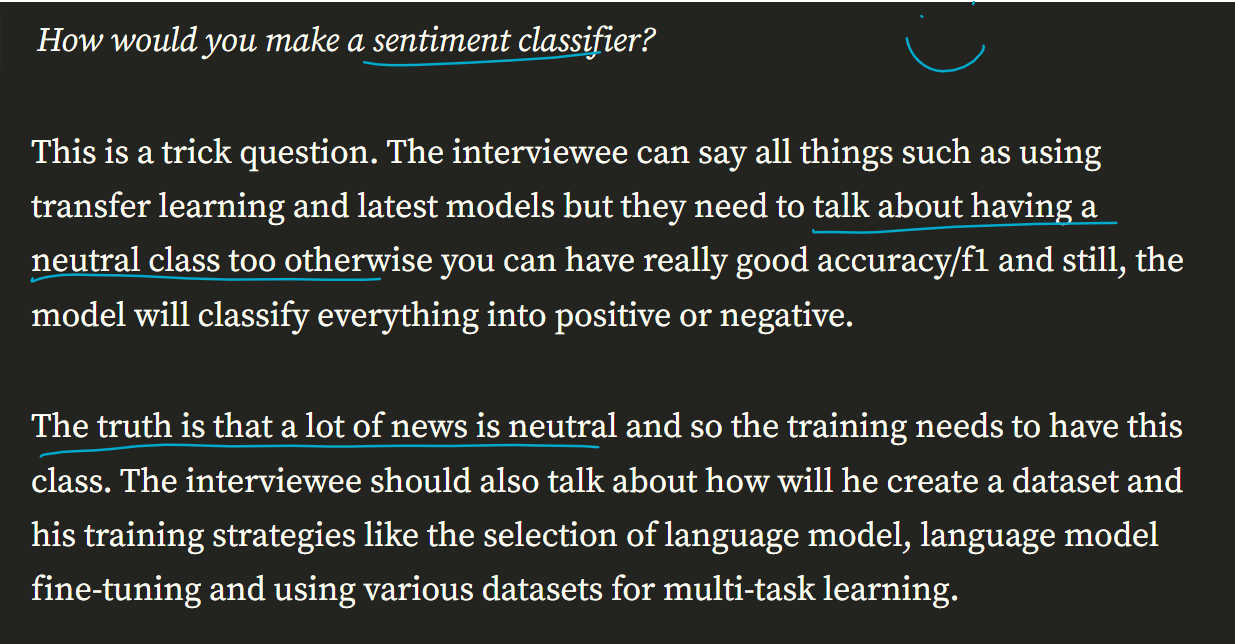 How would you make a sentiment classifier?
This is a trick question. The interviewee can say all things such as using
transfer learning and latest models but they need to talk about having a
neutral class too otherwise you can have really good accuracy/f1 and still, the
model will classify everything into positive or negative.
The truth is that a lot of news is neutral and so the training needs to have this
class. The interviewee should also talk about how will he create a dataset and
his training strategies like the selection of language model, language model
fine-tuning and using various datasets for multi-task learning.